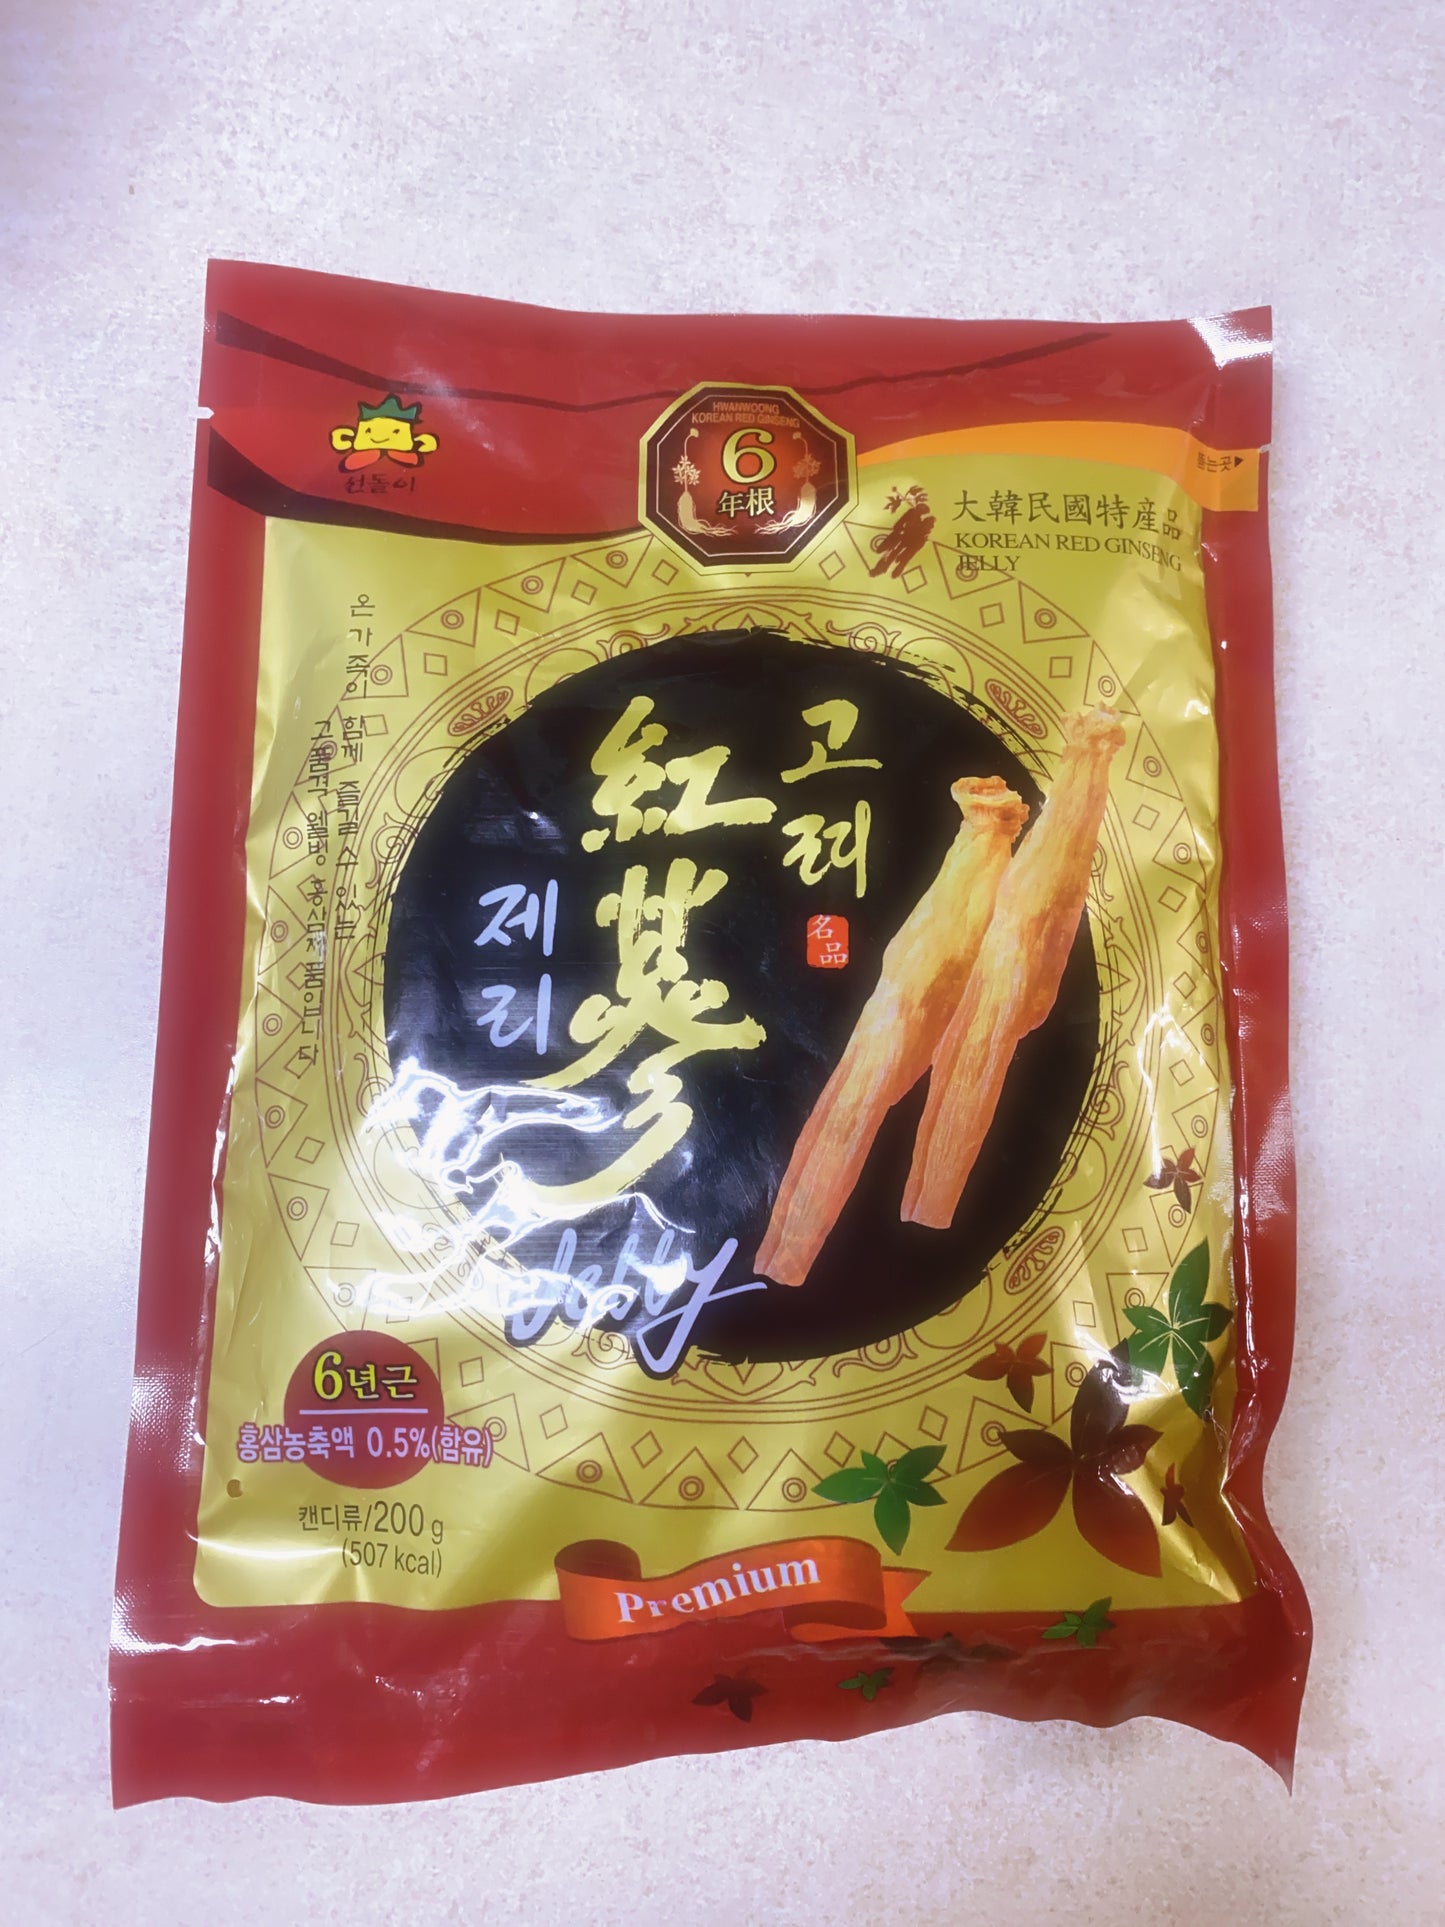 선돌이
HWANWOONG
KOREAN RED GINSENG
6
年根
뜯는곳
大韓民國特産品
KOREAN RED GINSENG
JELLY
온가족이 함께 즐길 수 있는
고품격 웰빙 홍삼제품입니다
고려
紅蔘
제리
名品
Jelly
6년근
홍삼농축액 0.5%(함유)
캔디류/200 g
(507 kcal)
Premium